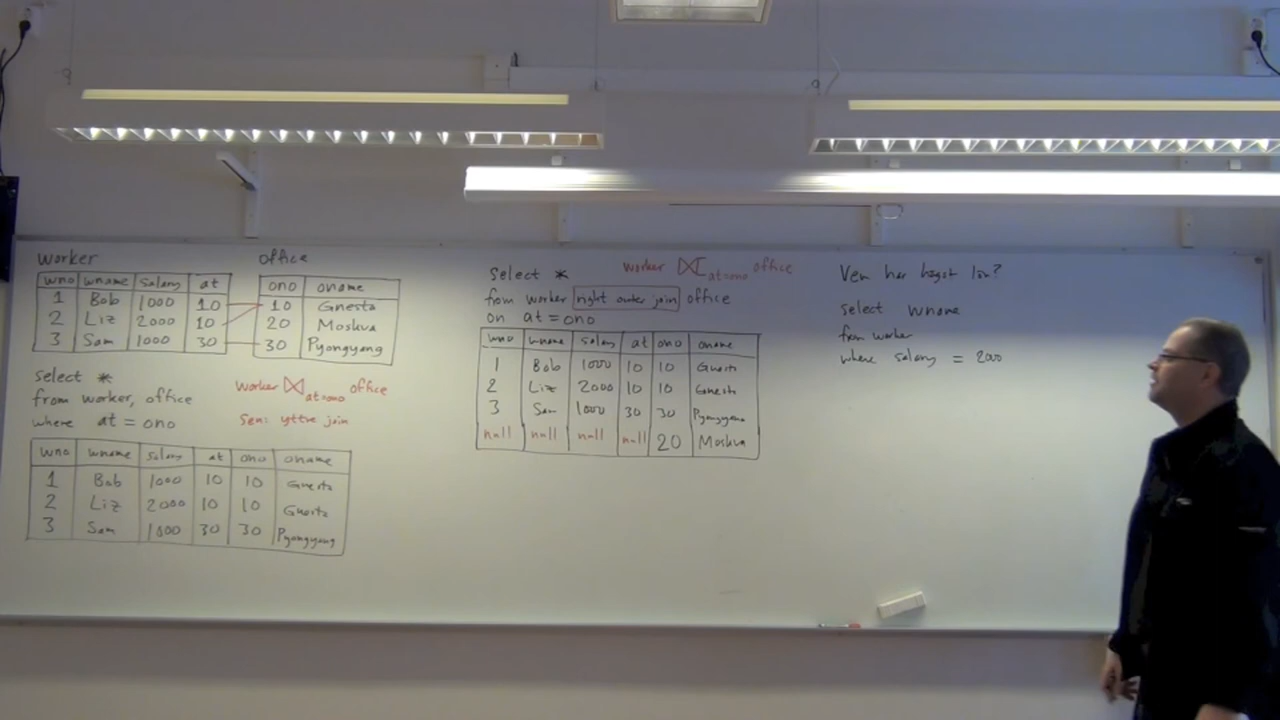 worker
wno wname salary at
1 Bob 1000 10
2 Liz 2000 10
3 Sam 1000 30
office
ono oname
10 Gnesta
20 Moskva
30 Pyongyang
select *
from worker, office
where at = ono
worker ⋈ at=ono office
Sen: yttre join
wno wname salary at ono oname
1 Bob 1000 10 10 Gnesta
2 Liz 2000 10 10 Gnesta
3 Sam 1000 30 30 Pyongyang
select *
from worker right outer join office
on at = ono
worker ⋈[ at=ono office
wno wname salary at ono oname
1 Bob 1000 10 10 Gnesta
2 Liz 2000 10 10 Gnesta
3 Sam 1000 30 30 Pyongyang
null null null null 20 Moskva
Vem har högst lön?
select wname
from worker
where salary = 2000